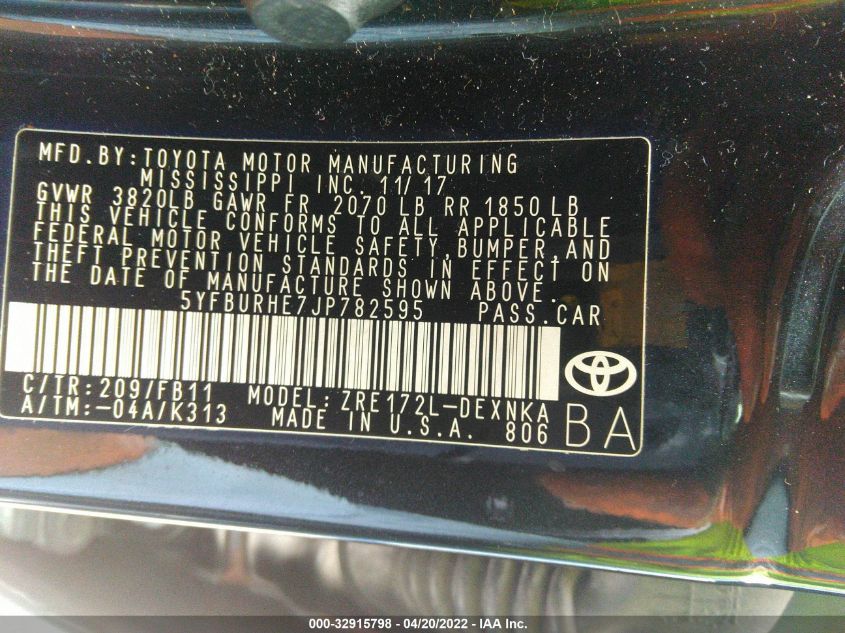 MFD.BY:TOYOTA MOTOR MANUFACTURING
MISSISSIPPI INC. 11/17
GVWR 3820LB GAWR FR 2070 LB RR 1850 LB
THIS VEHICLE CONFORMS TO ALL APPLICABLE
FEDERAL MOTOR VEHICLE SAFETY,BUMPER,AND
THEFT PREVENTION STANDARDS IN EFFECT ON
THE DATE OF MANUFACTURE SHOWN ABOVE.
5YFBURHE7JP782595 PASS.CAR
C/TR:209/FB11 MODEL:ZRE172L-DEXNKA
A/TM:-04A/K313 MADE IN U.S.A. 806 BA
000-32915798 - 04/20/2022 - IAA Inc.